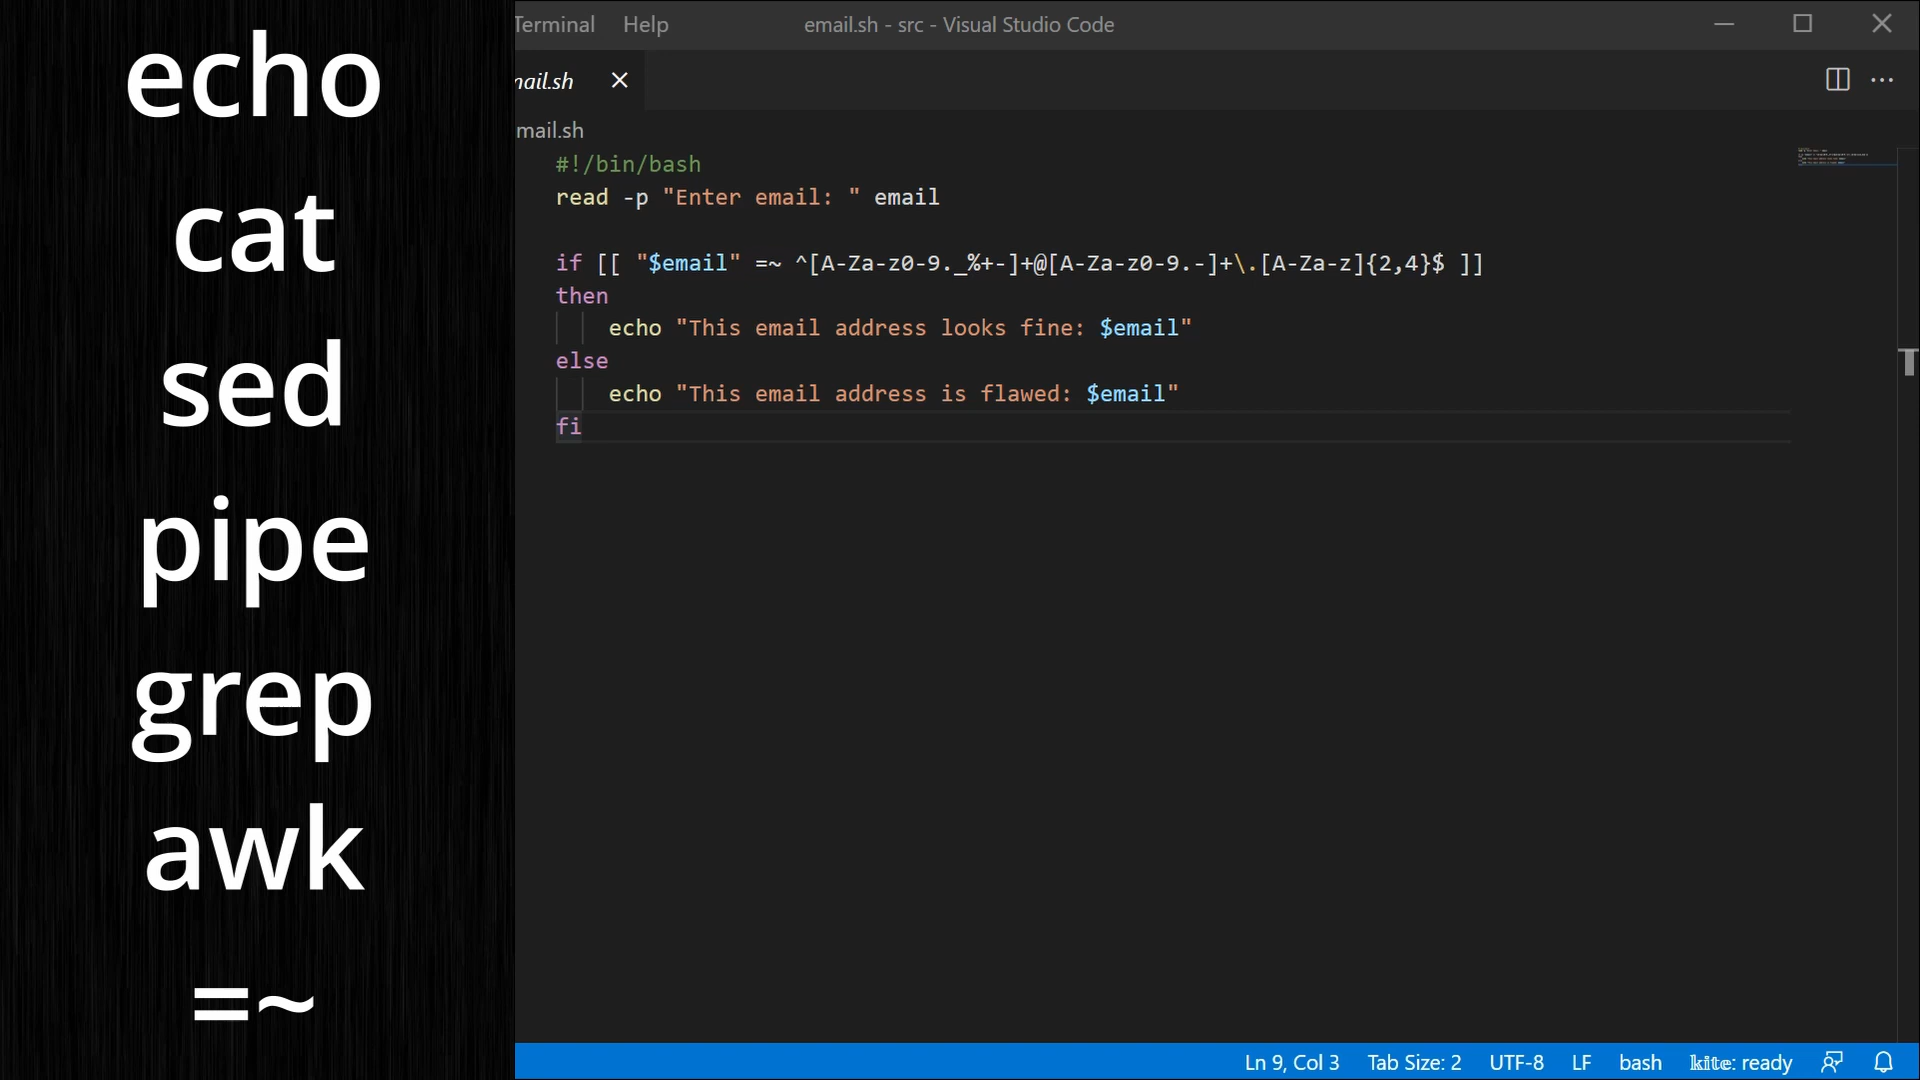 echo
cat
sed
pipe
grep
awk
=~
Terminal Help email.sh - src - Visual Studio Code
mail.sh
mail.sh
#!/bin/bash
read -p "Enter email: " email
if [[ "$email" =~ ^[A-Za-z0-9._%+-]+@[A-Za-z0-9.-]+\.[A-Za-z]{2,4}$ ]]
then
echo "This email address looks fine: $email"
else
echo "This email address is flawed: $email"
fi
Ln 9, Col 3 Tab Size: 2 UTF-8 LF bash kite: ready